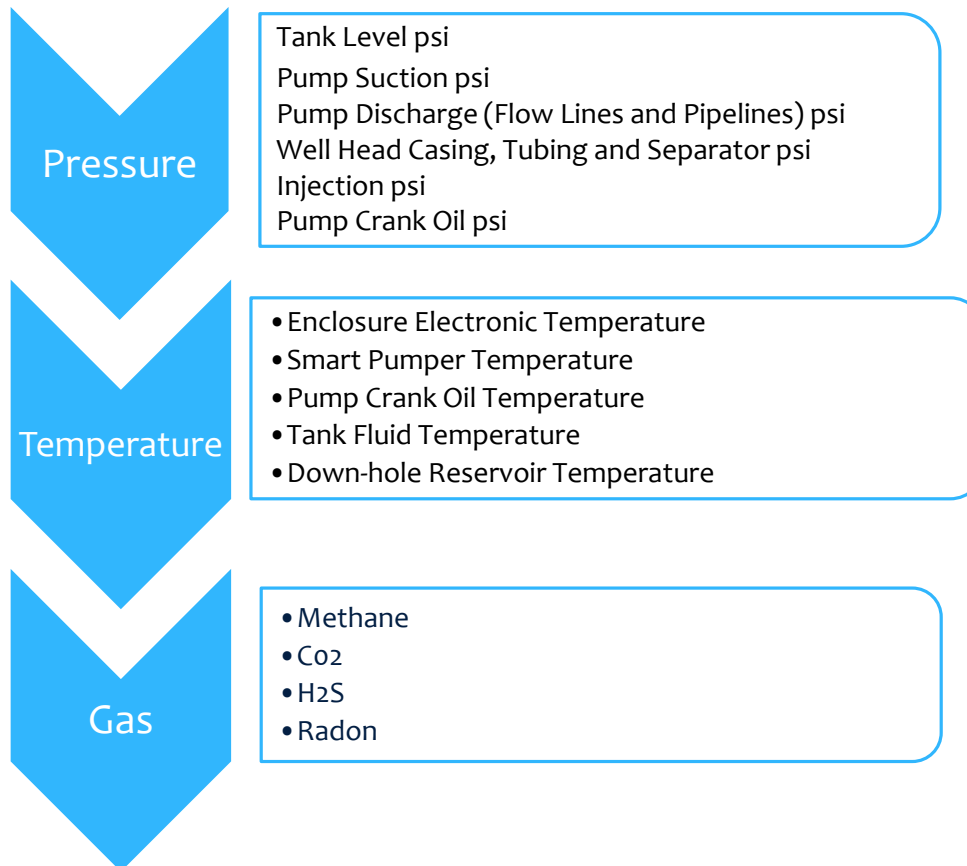 Pressure
Tank Level psi
Pump Suction psi
Pump Discharge (Flow Lines and Pipelines) psi
Well Head Casing, Tubing and Separator psi
Injection psi
Pump Crank Oil psi
Temperature
•Enclosure Electronic Temperature
•Smart Pumper Temperature
•Pump Crank Oil Temperature
•Tank Fluid Temperature
•Down-hole Reservoir Temperature
Gas
•Methane
•C02
•H2S
•Radon